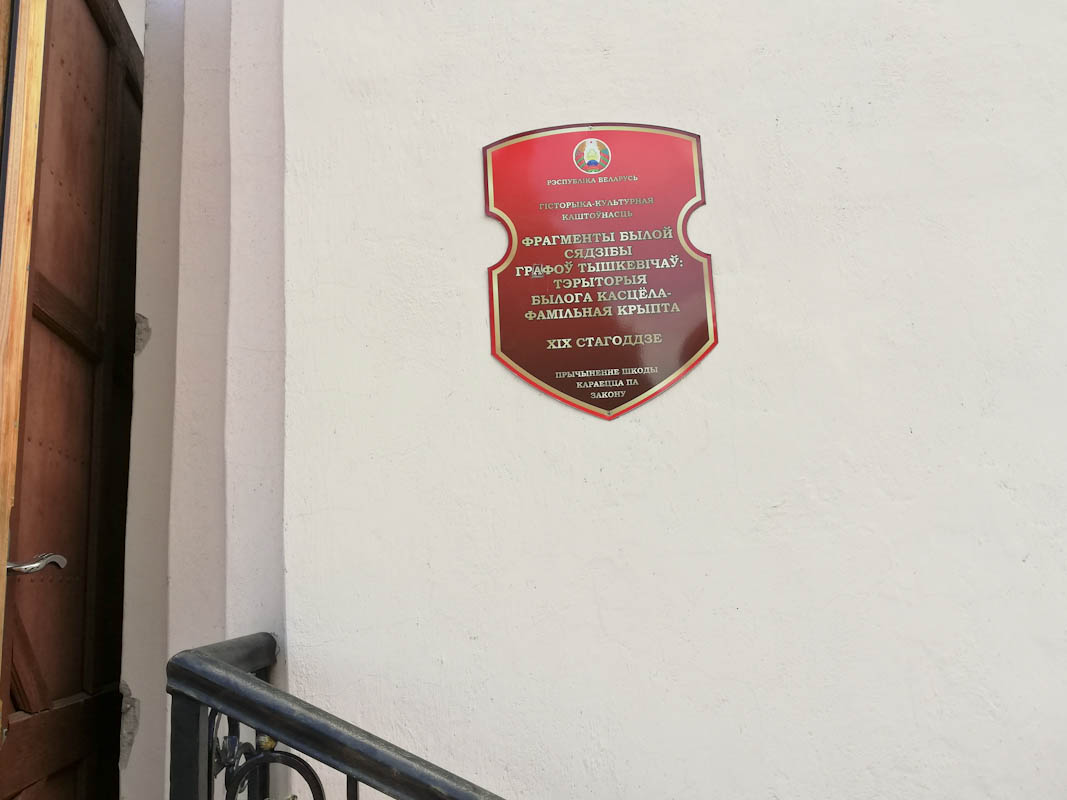 РЭСПУБЛІКА БЕЛАРУСЬ
ГІСТОРЫКА-КУЛЬТУРНАЯ
КАШТОЎНАСЦЬ
ФРАГМЕНТЫ БЫЛОЙ
СЯДЗІБЫ
ГРАФОЎ ТЫШКЕВІЧАЎ:
ТЭРЫТОРЫЯ
БЫЛОГА КАСЦЁЛА-
ФАМІЛЬНАЯ КРЫПТА
XIX СТАГОДДЗЕ
ПРЫЧЫНЕННЕ ШКОДЫ
КАРАЕЦЦА ПА
ЗАКОНУ